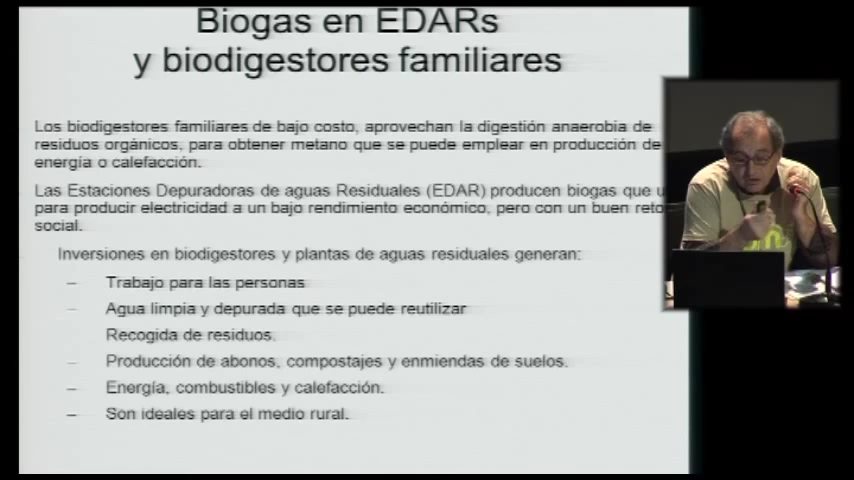 Biogas en EDARs
y biodigestores familiares
Los biodigestores familiares de bajo costo, aprovechan la digestión anaerobia de
residuos orgánicos, para obtener metano que se puede emplear en producción de
energía o calefacción.
Las Estaciones Depuradoras de aguas Residuales (EDAR) producen biogas que
para producir electricidad a un bajo rendimiento económico, pero con un buen
social.
Inversiones en biodigestores y plantas de aguas residuales generan:
– Trabajo para las personas
– Agua limpia y depurada que se puede reutilizar
Recogida de residuos.
– Producción de abonos, compostajes y enmiendas de suelos.
– Energía, combustibles y calefacción.
– Son ideales para el medio rural.